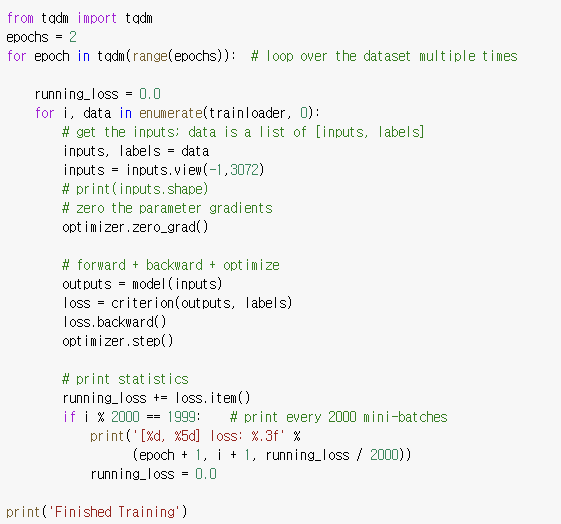 from tqdm import tqdm
epochs = 2
for epoch in tqdm(range(epochs)):  # loop over the dataset multiple times

    running_loss = 0.0
    for i, data in enumerate(trainloader, 0):
        # get the inputs; data is a list of [inputs, labels]
        inputs, labels = data
        inputs = inputs.view(-1,3072)
        # print(inputs.shape)
        # zero the parameter gradients
        optimizer.zero_grad()

        # forward + backward + optimize
        outputs = model(inputs)
        loss = criterion(outputs, labels)
        loss.backward()
        optimizer.step()

        # print statistics
        running_loss += loss.item()
        if i % 2000 == 1999:    # print every 2000 mini-batches
            print('[%d, %5d] loss: %.3f' %
                  (epoch + 1, i + 1, running_loss / 2000))
            running_loss = 0.0

print('Finished Training')